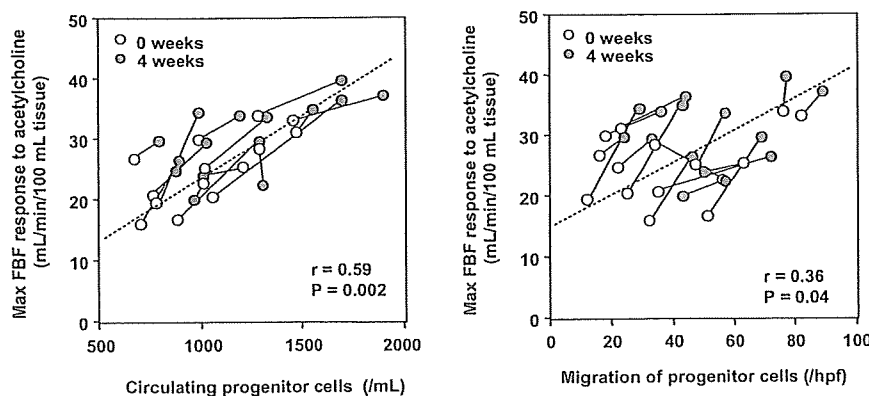 Max FBF response to acetylcholine
(mL/min/100 mL tissue)
50
40
30
20
10
0
0 weeks
4 weeks
r = 0.59
P = 0.002
500
1000
1500
2000
Circulating progenitor cells (/mL)
Max FBF response to acetylcholine
(mL/min/100 mL tissue)
50
40
30
20
10
0
0 weeks
4 weeks
r = 0.36
P = 0.04
0
20
40
60
80
100
Migration of progenitor cells (/hpf)